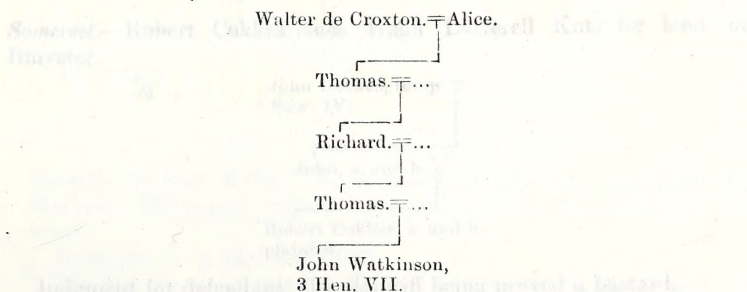 Walter de Croxton.=Alice.
Thomas.=...
Richard.=...
Thomas.=...
John Watkinson,
3 Hen. VII.